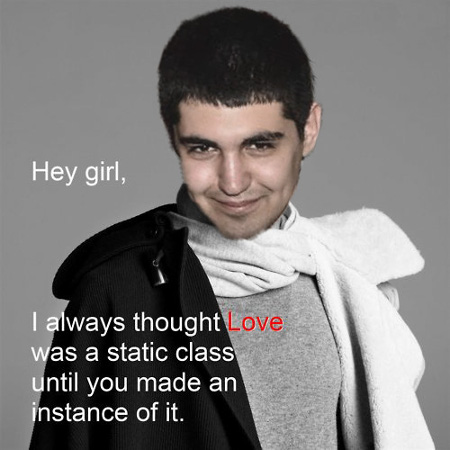 Hey girl,
I always thought Love
was a static class
until you made an
instance of it.